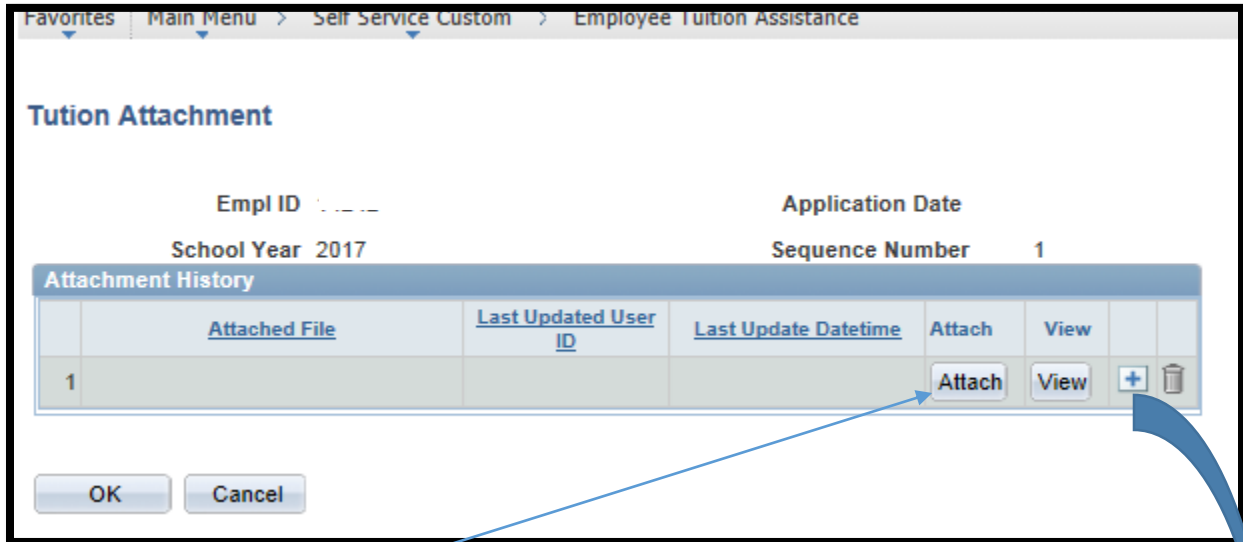 Favorites Main Menu > Self Service Custom > Employee Tuition Assistance
Tution Attachment
Empl ID Application Date
School Year 2017 Sequence Number 1
Attachment History
Attached File Last Updated User ID Last Update Datetime Attach View
1 Attach View +
OK Cancel